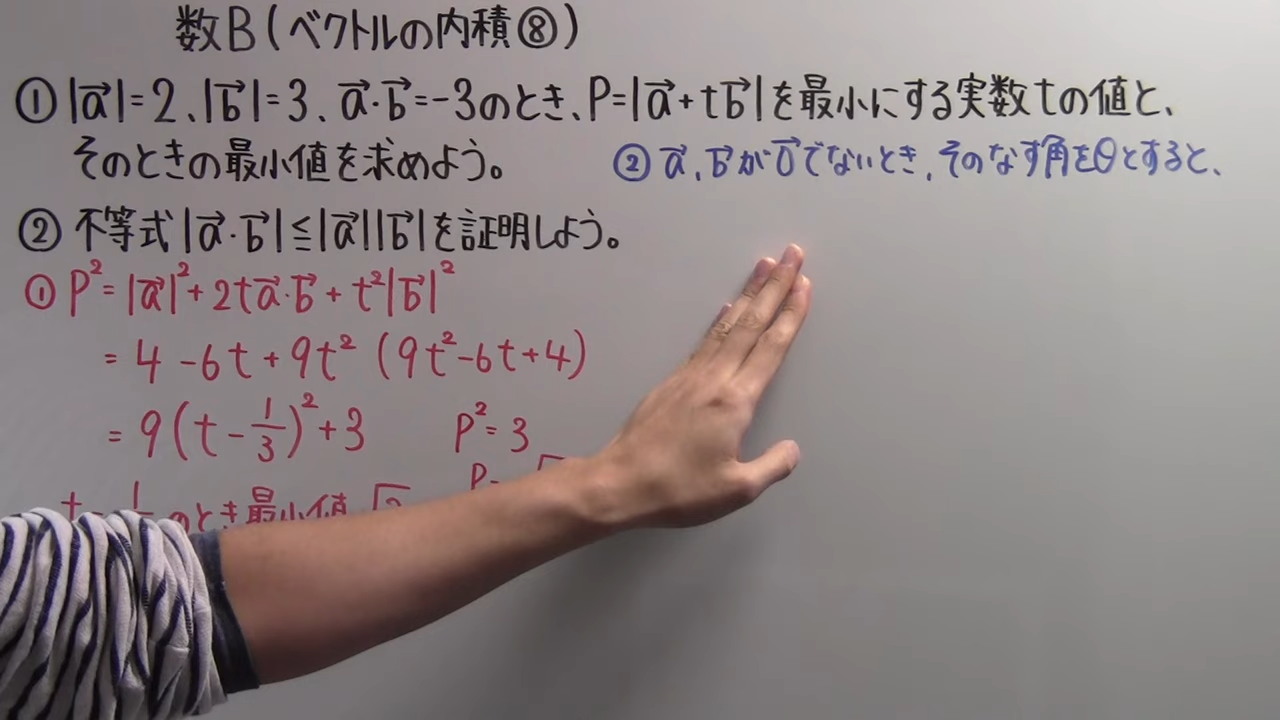 数B(ベクトルの内積⑧)
① |a⃗|=2、|b⃗|=3、a⃗・b⃗=-3のとき、P=|a⃗+tb⃗|を最小にする実数tの値と、
そのときの最小値を求めよう。
② 不等式|a⃗・b⃗|≦|a⃗||b⃗|を証明しよう。
① P²=|a⃗|²+2ta⃗・b⃗+t²|b⃗|²
=4-6t+9t² (9t²-6t+4)
=9(t-1/3)²+3
P²=3
P=√
t= のとき最小値
② a⃗、b⃗が0⃗でないとき、そのなす角をθとすると、